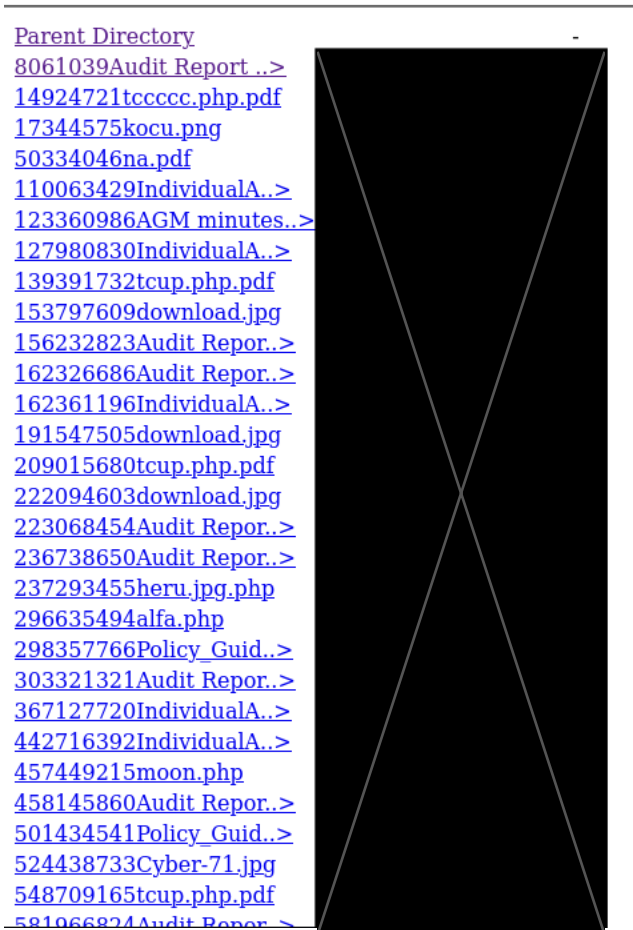 Parent Directory -
8061039Audit Report ..>
14924721tccccc.php.pdf
17344575kocu.png
50334046na.pdf
110063429IndividualA..>
123360986AGM minutes..>
127980830IndividualA..>
139391732tcup.php.pdf
153797609download.jpg
156232823Audit Repor..>
162326686Audit Repor..>
162361196IndividualA..>
191547505download.jpg
209015680tcup.php.pdf
222094603download.jpg
223068454Audit Repor..>
236738650Audit Repor..>
237293455heru.jpg.php
296635494alfa.php
298357766Policy_Guid..>
303321321Audit Repor..>
367127720IndividualA..>
442716392IndividualA..>
457449215moon.php
458145860Audit Repor..>
501434541Policy_Guid..>
524438733Cyber-71.jpg
548709165tcup.php.pdf
581966824Audit Repor..>